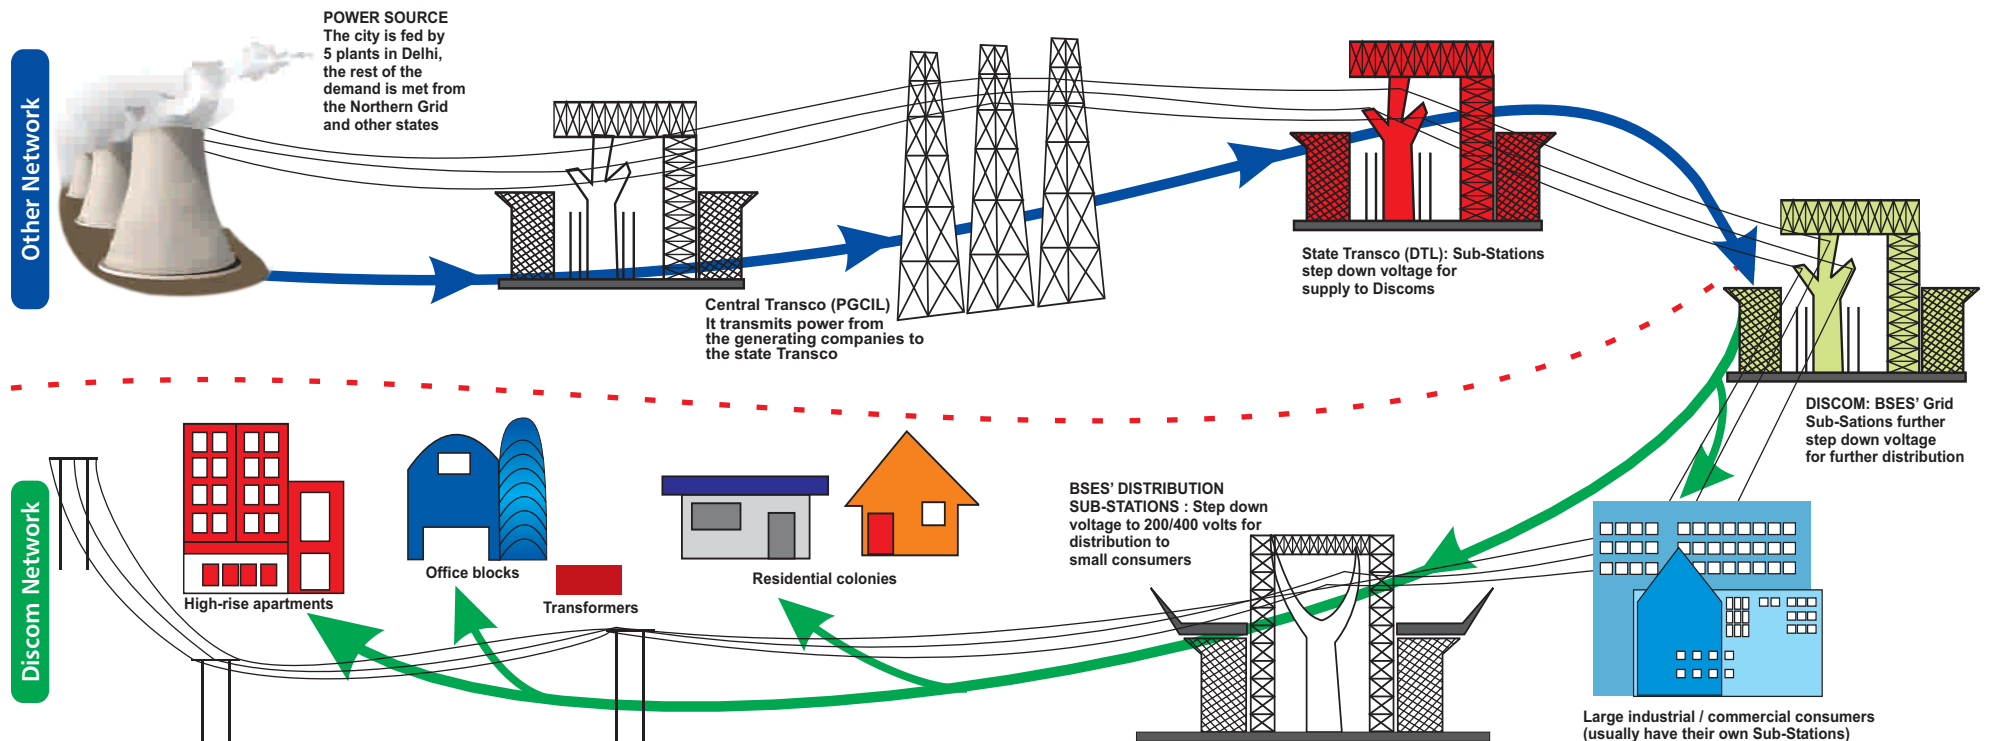 Other Network
POWER SOURCE
The city is fed by
5 plants in Delhi,
the rest of the
demand is met from
the Northern Grid
and other states
Central Transco (PGCIL)
It transmits power from
the generating companies to
the state Transco
State Transco (DTL): Sub-Stations
step down voltage for
supply to Discoms
DISCOM: BSES' Grid
Sub-Sations further
step down voltage
for further distribution
Discom Network
High-rise apartments
Office blocks
Transformers
Residential colonies
BSES' DISTRIBUTION
SUB-STATIONS : Step down
voltage to 200/400 volts for
distribution to
small consumers
Large industrial / commercial consumers
(usually have their own Sub-Stations)